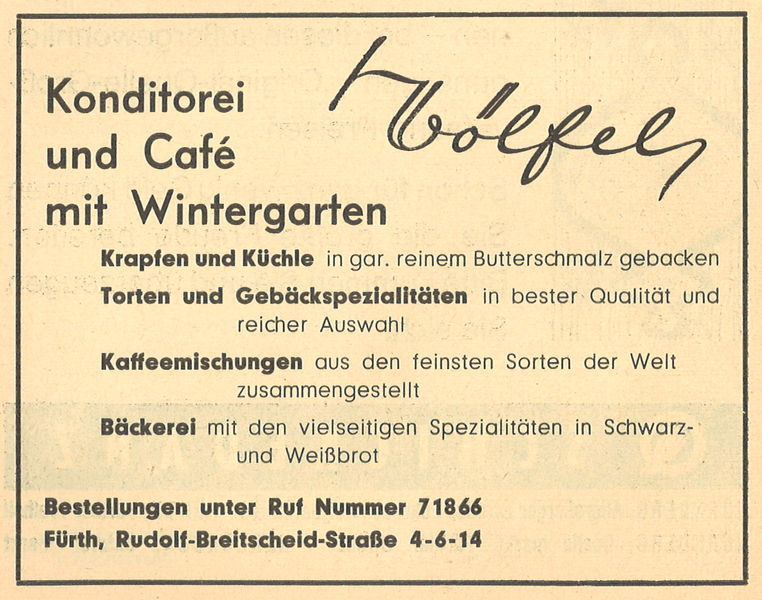 Konditorei
und Café
mit Wintergarten
Wölfel
Krapfen und Küchle in gar. reinem Butterschmalz gebacken
Torten und Gebäckspezialitäten in bester Qualität und
reicher Auswahl
Kaffeemischungen aus den feinsten Sorten der Welt
zusammengestellt
Bäckerei mit den vielseitigen Spezialitäten in Schwarz-
und Weißbrot
Bestellungen unter Ruf Nummer 71866
Fürth, Rudolf-Breitscheid-Straße 4-6-14